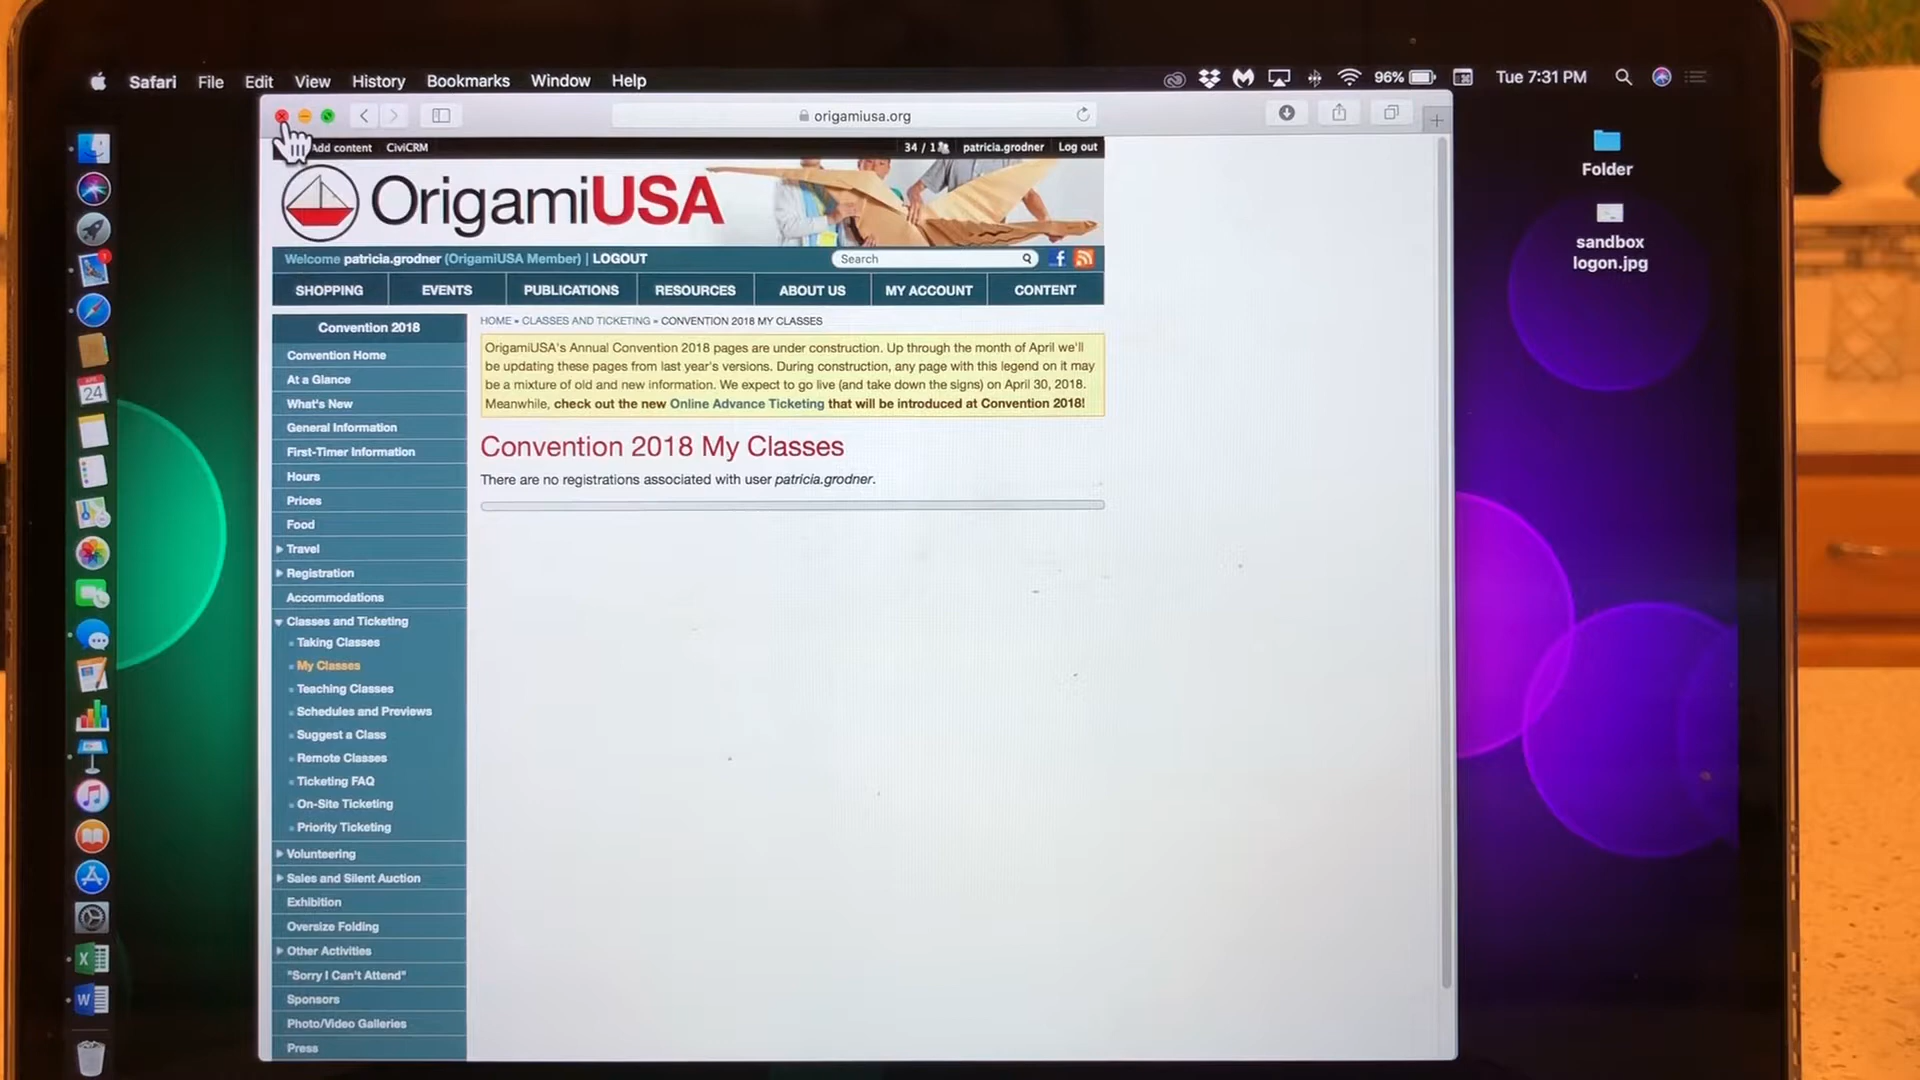 Safari File Edit View History Bookmarks Window Help 96% Tue 7:31 PM
origamiusa.org
Add content CiviCRM 34 / 1 patricia.grodner Log out
OrigamiUSA
Welcome patricia.grodner (OrigamiUSA Member) | LOGOUT Search
SHOPPING EVENTS PUBLICATIONS RESOURCES ABOUT US MY ACCOUNT CONTENT
Convention 2018
Convention Home
At a Glance
What's New
General Information
First-Timer Information
Hours
Prices
Food
Travel
Registration
Accommodations
Classes and Ticketing
Taking Classes
My Classes
Teaching Classes
Schedules and Previews
Suggest a Class
Remote Classes
Ticketing FAQ
On-Site Ticketing
Priority Ticketing
Volunteering
Sales and Silent Auction
Exhibition
Oversize Folding
Other Activities
"Sorry I Can't Attend"
Sponsors
Photo/Video Galleries
Press
HOME • CLASSES AND TICKETING • CONVENTION 2018 MY CLASSES
OrigamiUSA's Annual Convention 2018 pages are under construction. Up through the month of April we'll
be updating these pages from last year's versions. During construction, any page with this legend on it may
be a mixture of old and new information. We expect to go live (and take down the signs) on April 30, 2018.
Meanwhile, check out the new Online Advance Ticketing that will be introduced at Convention 2018!
Convention 2018 My Classes
There are no registrations associated with user patricia.grodner.
Folder
sandbox
logon.jpg
24